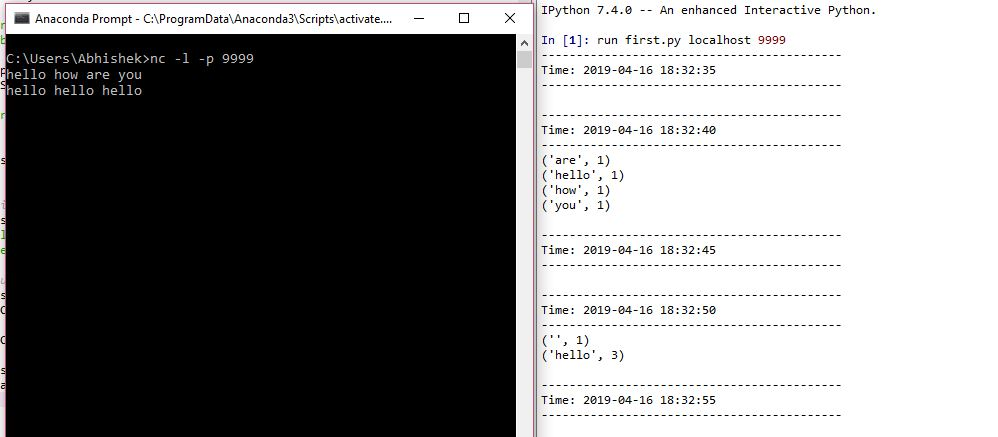 Anaconda Prompt - C:\ProgramData\Anaconda3\Scripts\activate....
C:\Users\Abhishek>nc -l -p 9999
hello how are you
hello hello hello
IPython 7.4.0 -- An enhanced Interactive Python.
In [1]: run first.py localhost 9999
-------------------------------------------
Time: 2019-04-16 18:32:35
-------------------------------------------
-------------------------------------------
Time: 2019-04-16 18:32:40
-------------------------------------------
('are', 1)
('hello', 1)
('how', 1)
('you', 1)
-------------------------------------------
Time: 2019-04-16 18:32:45
-------------------------------------------
-------------------------------------------
Time: 2019-04-16 18:32:50
-------------------------------------------
('', 1)
('hello', 3)
-------------------------------------------
Time: 2019-04-16 18:32:55
-------------------------------------------